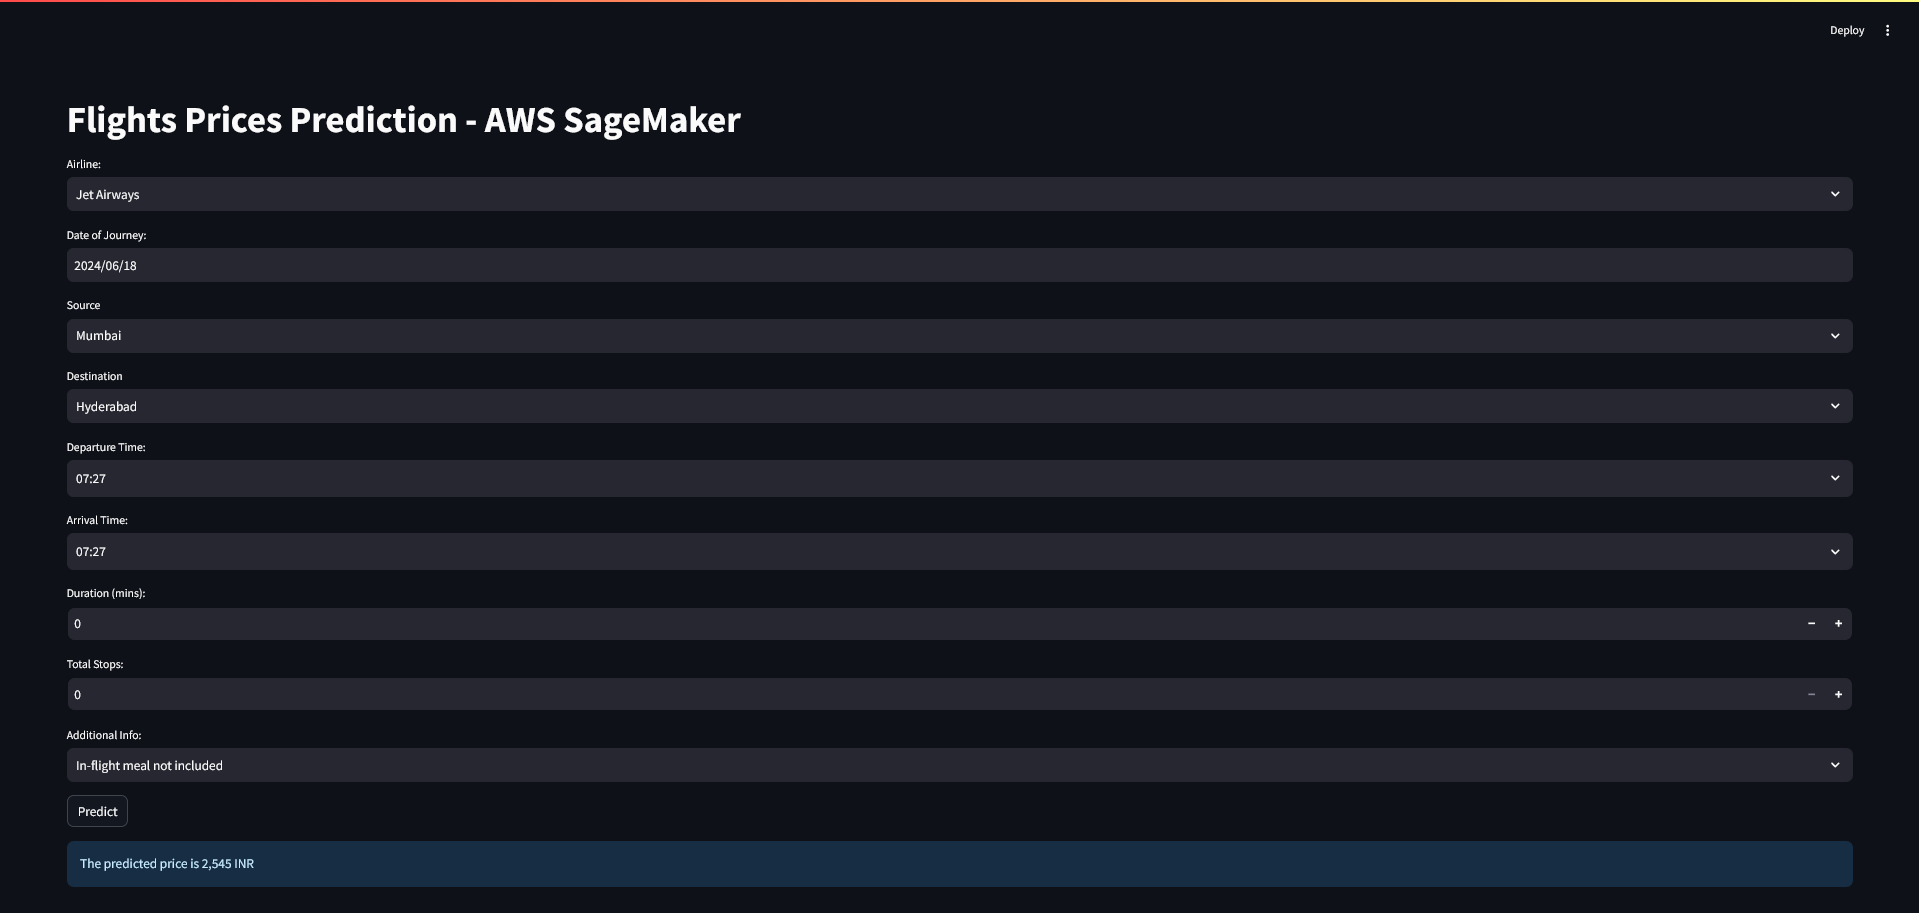 Deploy
Flights Prices Prediction - AWS SageMaker
Airline:
Jet Airways
Date of Journey:
2024/06/18
Source
Mumbai
Destination
Hyderabad
Departure Time:
07:27
Arrival Time:
07:27
Duration (mins):
0
Total Stops:
0
Additional Info:
In-flight meal not included
Predict
The predicted price is 2,545 INR